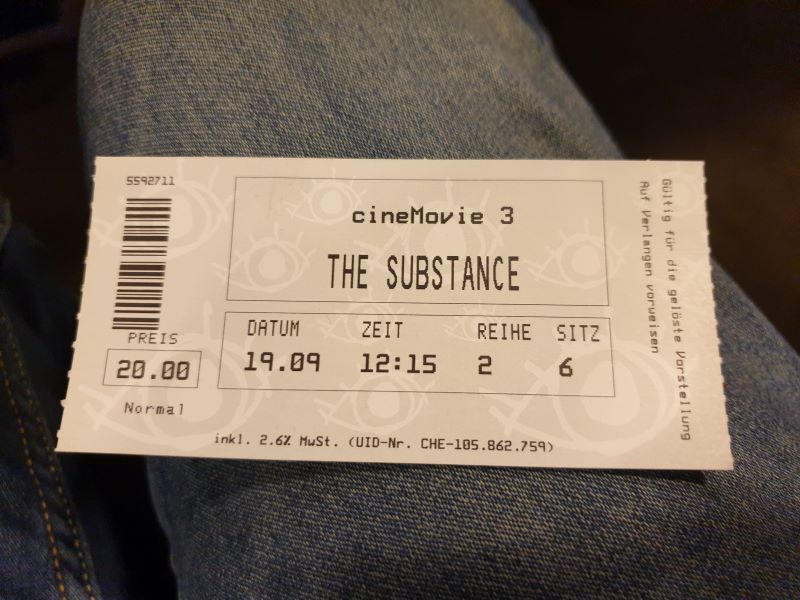 5592711
cineMovie 3
THE SUBSTANCE
DATUM ZEIT REIHE SITZ
19.09 12:15 2 6
PREIS
20.00
Normal
inkl. 2.6% MwSt. (UID-Nr. CHE-105.862.759)
Gültig für die gelöste Vorstellung
Auf Verlangen vorweisen